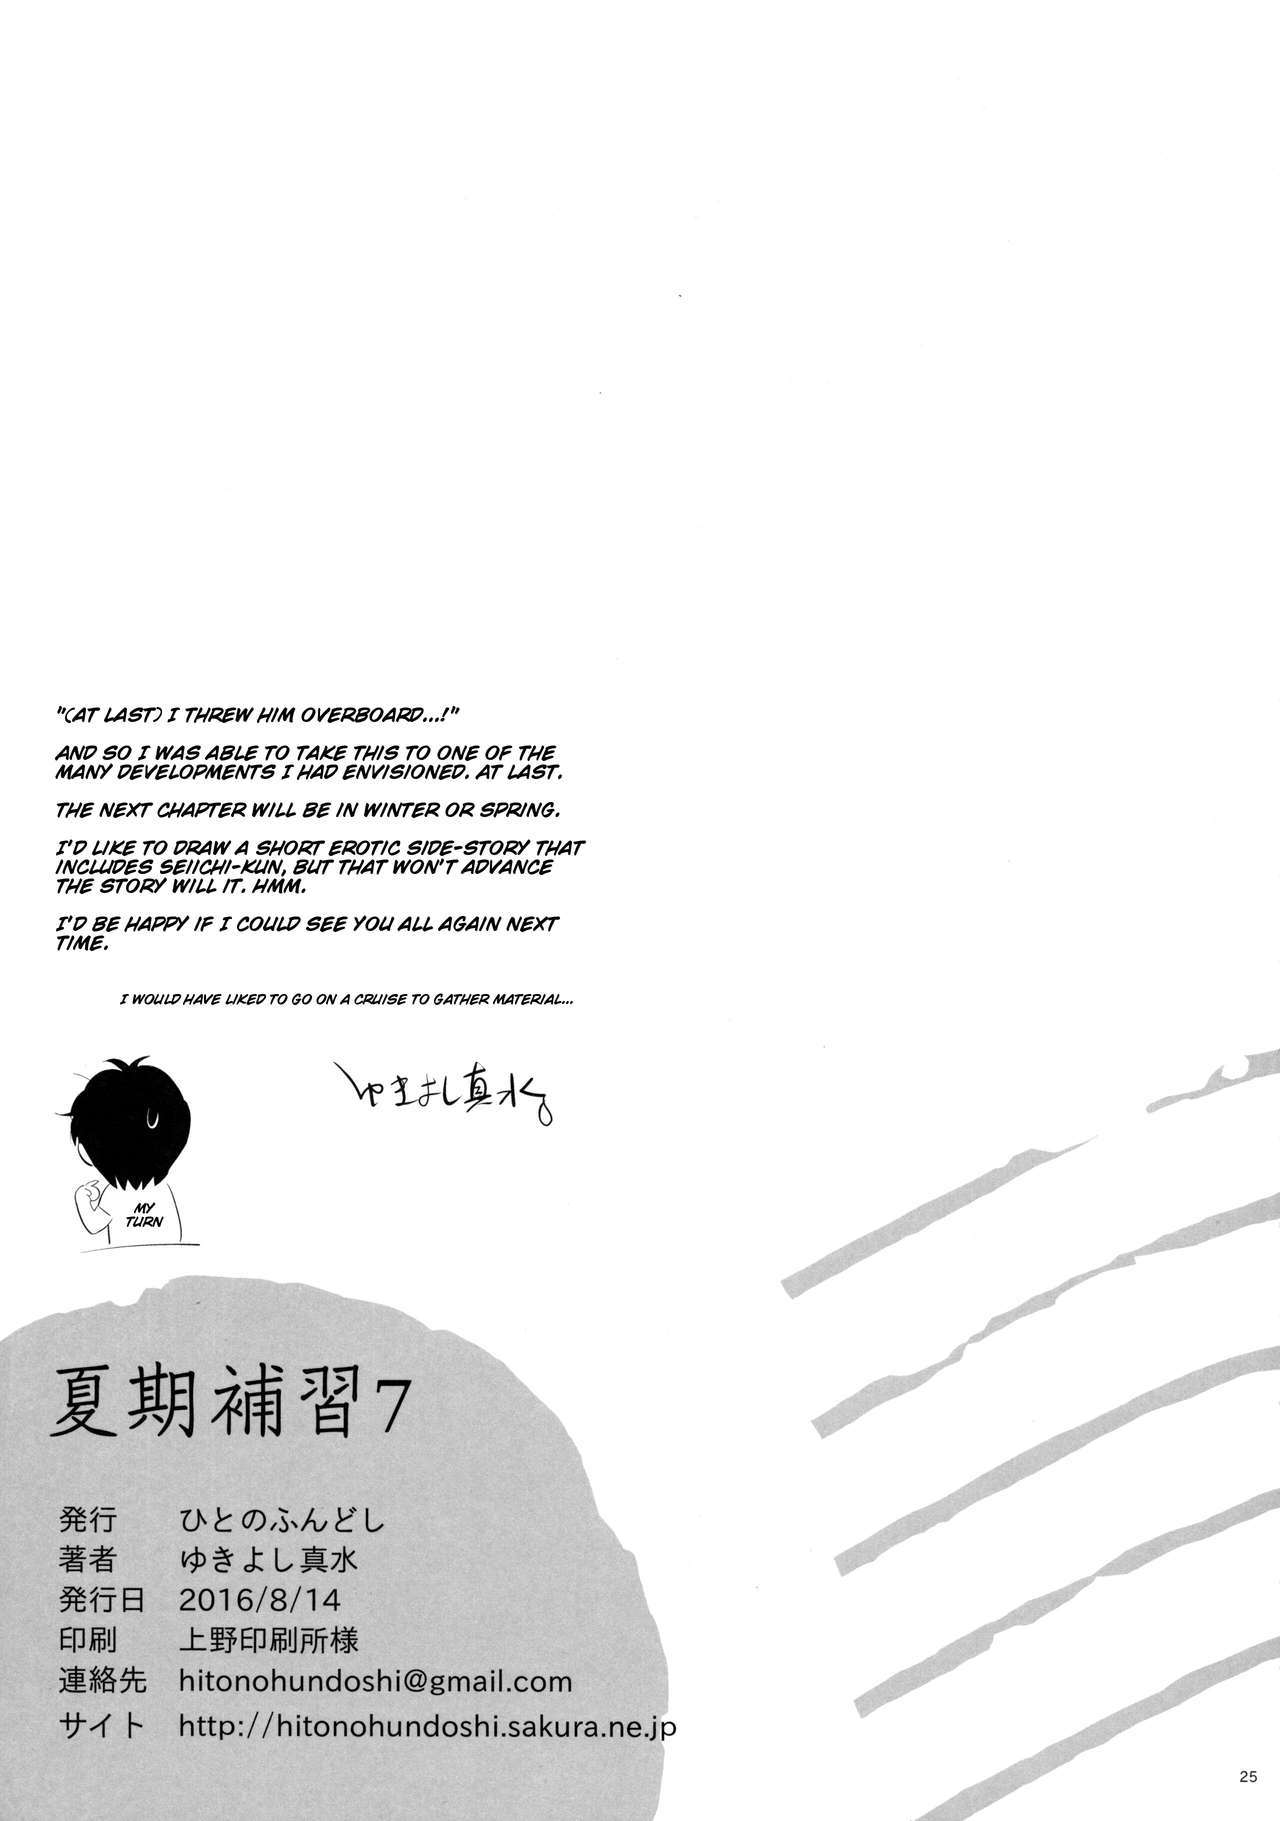 "(AT LAST) I THREW HIM OVERBOARD...!"
AND SO I WAS ABLE TO TAKE THIS TO ONE OF THE
MANY DEVELOPMENTS I HAD ENVISIONED. AT LAST.
THE NEXT CHAPTER WILL BE IN WINTER OR SPRING.
I'D LIKE TO DRAW A SHORT EROTIC SIDE-STORY THAT
INCLUDES SEIICHI-KUN, BUT THAT WON'T ADVANCE
THE STORY WILL IT. HMM.
I'D BE HAPPY IF I COULD SEE YOU ALL AGAIN NEXT
TIME.
I WOULD HAVE LIKED TO GO ON A CRUISE TO GATHER MATERIAL...
ゆきよし真水
MY
TURN
夏期補習7
発行 ひとのふんどし
著者 ゆきよし真水
発行日 2016/8/14
印刷 上野印刷所様
連絡先 hitonohundoshi@gmail.com
サイト http://hitonohundoshi.sakura.ne.jp
25